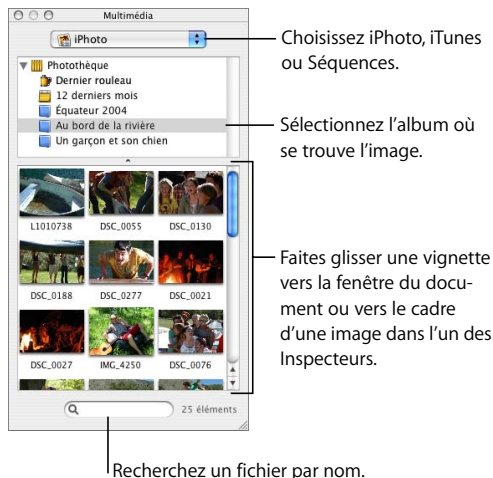 Multimédia
iPhoto
Choisissez iPhoto, iTunes
ou Séquences.
Photothèque
Dernier rouleau
12 derniers mois
Équateur 2004
Au bord de la rivière
Un garçon et son chien
Sélectionnez l’album où
se trouve l’image.
L1010738 DSC_0055 DSC_0130
DSC_0188 DSC_0277 DSC_0021
DSC_0027 IMG_4250 DSC_0076
Faites glisser une vignette
vers la fenêtre du docu-
ment ou vers le cadre
d’une image dans l’un des
Inspecteurs.
25 éléments
Recherchez un fichier par nom.